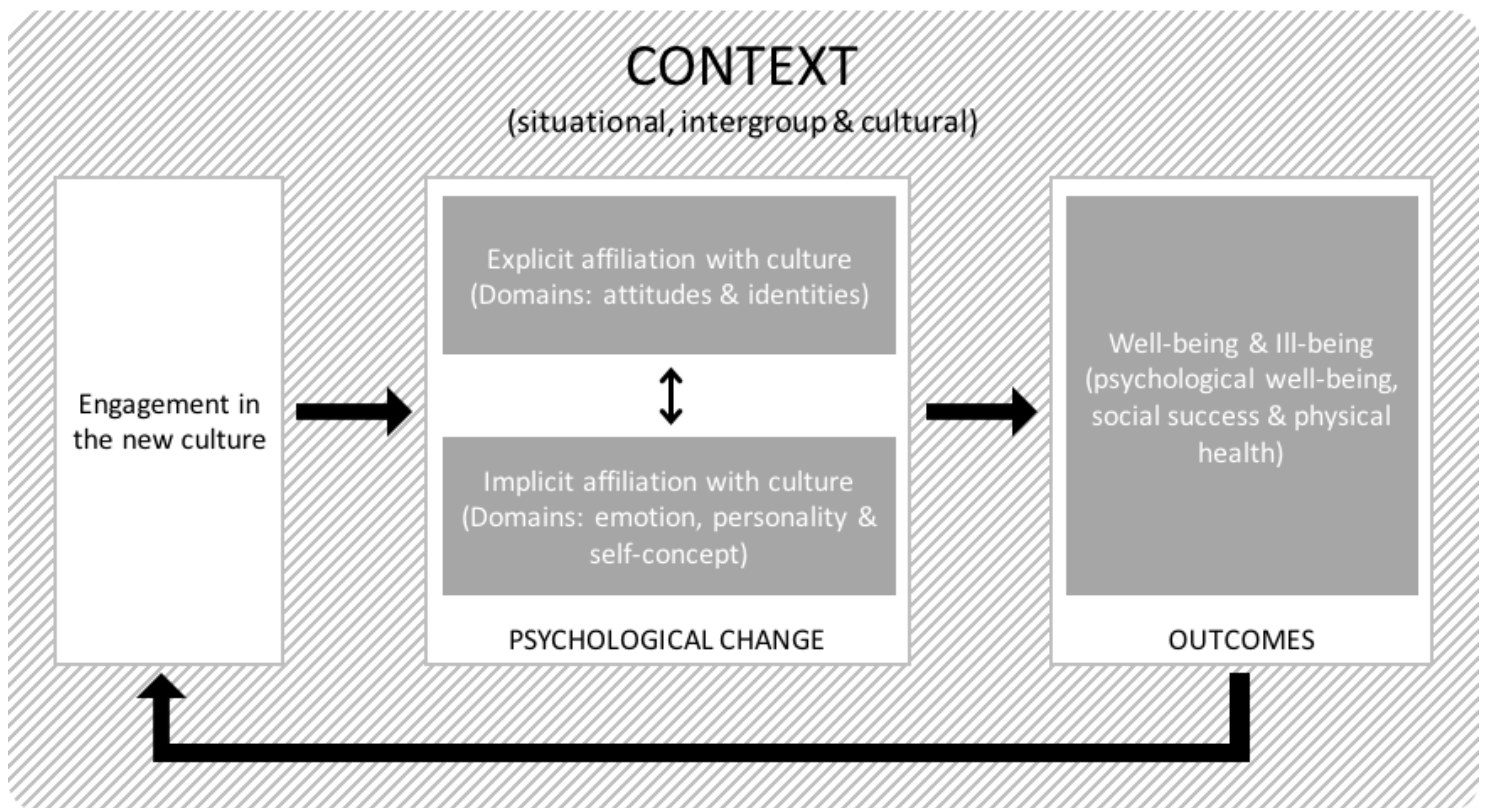 CONTEXT
(situational, intergroup & cultural)
Engagement in
the new culture
Explicit affiliation with culture
(Domains: attitudes & identities)
Implicit affiliation with culture
(Domains: emotion, personality &
self-concept)
PSYCHOLOGICAL CHANGE
Well-being & Ill-being
(psychological well-being,
social success & physical
health)
OUTCOMES